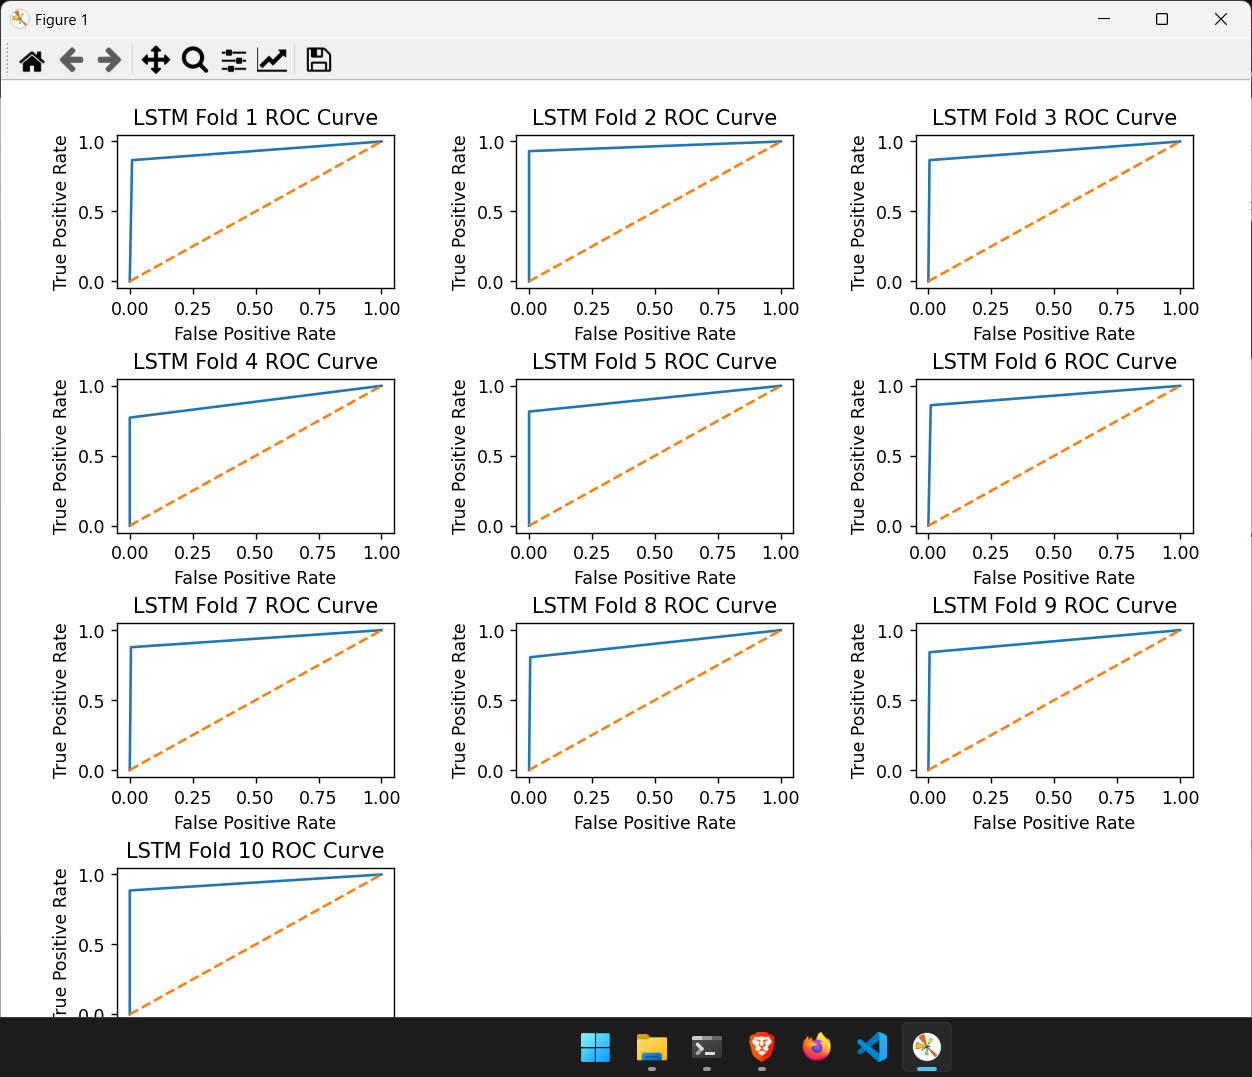 Figure 1
LSTM Fold 1 ROC Curve
True Positive Rate
1.0
0.5
0.0
0.00 0.25 0.50 0.75 1.00
False Positive Rate
LSTM Fold 2 ROC Curve
True Positive Rate
1.0
0.5
0.0
0.00 0.25 0.50 0.75 1.00
False Positive Rate
LSTM Fold 3 ROC Curve
True Positive Rate
1.0
0.5
0.0
0.00 0.25 0.50 0.75 1.00
False Positive Rate
LSTM Fold 4 ROC Curve
True Positive Rate
1.0
0.5
0.0
0.00 0.25 0.50 0.75 1.00
False Positive Rate
LSTM Fold 5 ROC Curve
True Positive Rate
1.0
0.5
0.0
0.00 0.25 0.50 0.75 1.00
False Positive Rate
LSTM Fold 6 ROC Curve
True Positive Rate
1.0
0.5
0.0
0.00 0.25 0.50 0.75 1.00
False Positive Rate
LSTM Fold 7 ROC Curve
True Positive Rate
1.0
0.5
0.0
0.00 0.25 0.50 0.75 1.00
False Positive Rate
LSTM Fold 8 ROC Curve
True Positive Rate
1.0
0.5
0.0
0.00 0.25 0.50 0.75 1.00
False Positive Rate
LSTM Fold 9 ROC Curve
True Positive Rate
1.0
0.5
0.0
0.00 0.25 0.50 0.75 1.00
False Positive Rate
LSTM Fold 10 ROC Curve
rue Positive Rate
1.0
0.5
0.0